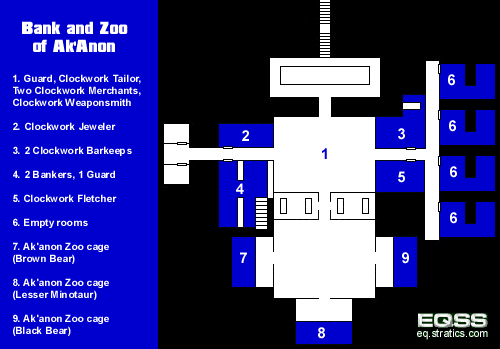 Bank and Zoo
of Ak'Anon
1. Guard, Clockwork Tailor,
Two Clockwork Merchants,
Clockwork Weaponsmith
2. Clockwork Jeweler
3. 2 Clockwork Barkeeps
4. 2 Bankers, 1 Guard
5. Clockwork Fletcher
6. Empty rooms
7. Ak'anon Zoo cage
(Brown Bear)
8. Ak'anon Zoo cage
(Lesser Minotaur)
9. Ak'anon Zoo cage
(Black Bear)
6
2
3
6
1
4
5
6
6
7
9
8
EQSS
eq.stratics.com